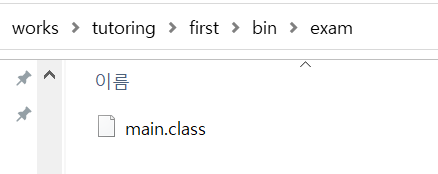 works > tutoring > first > bin > exam
이름
main.class